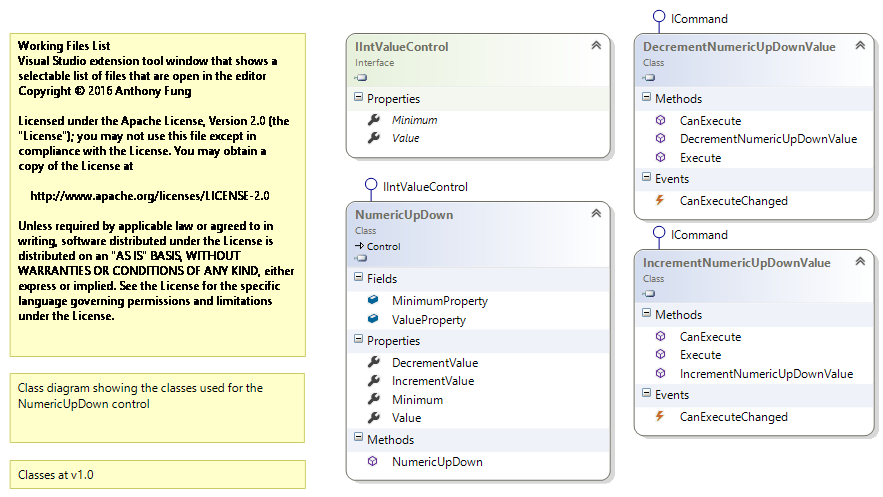 Working Files List
Visual Studio extension tool window that shows a
selectable list of files that are open in the editor
Copyright © 2016 Anthony Fung
Licensed under the Apache License, Version 2.0 (the
"License"); you may not use this file except in
compliance with the License. You may obtain a
copy of the License at
http://www.apache.org/licenses/LICENSE-2.0
Unless required by applicable law or agreed to in
writing, software distributed under the License is
distributed on an "AS IS" BASIS, WITHOUT
WARRANTIES OR CONDITIONS OF ANY KIND, either
express or implied. See the License for the specific
language governing permissions and limitations
under the License.
Class diagram showing the classes used for the
NumericUpDown control
Classes at v1.0
IIntValueControl
Interface
Properties
Minimum
Value
IIntValueControl
NumericUpDown
Class
Control
Fields
MinimumProperty
ValueProperty
Properties
DecrementValue
IncrementValue
Minimum
Value
Methods
NumericUpDown
ICommand
DecrementNumericUpDownValue
Class
Methods
CanExecute
DecrementNumericUpDownValue
Execute
Events
CanExecuteChanged
ICommand
IncrementNumericUpDownValue
Class
Methods
CanExecute
Execute
IncrementNumericUpDownValue
Events
CanExecuteChanged